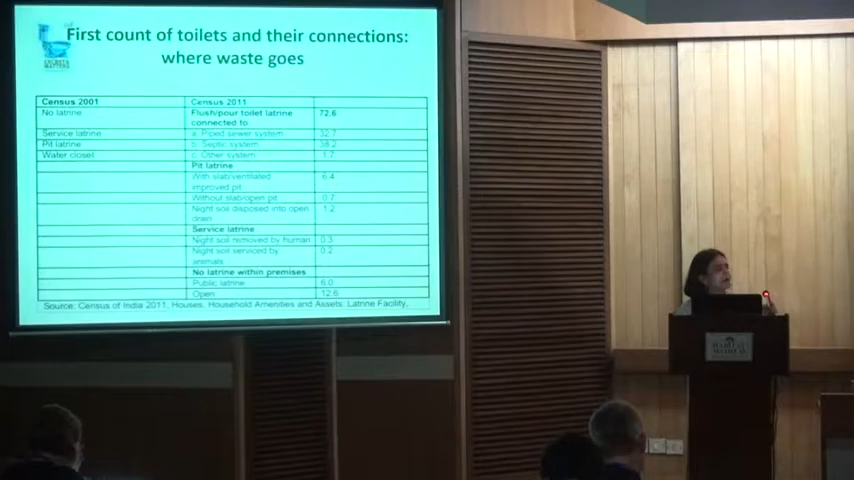 First count of toilets and their connections:
where waste goes
EXCRETA
MATTERS
Census 2001 Census 2011
No latrine Flush/pour toilet latrine connected to 72.6
Service latrine a. Piped sewer system 32.7
Pit latrine b. Septic system 38.2
Water closet c. Other system 1.7
Pit latrine
With slab/ventilated improved pit 6.4
Without slab/open pit 0.7
Night soil disposed into open drain 1.2
Service latrine
Night soil removed by human 0.3
Night soil serviced by animals 0.2
No latrine within premises
Public latrine 6.0
Open 12.6
Source: Census of India 2011, Houses, Household Amenities and Assets: Latrine Facility,
HABITAT
WORLD